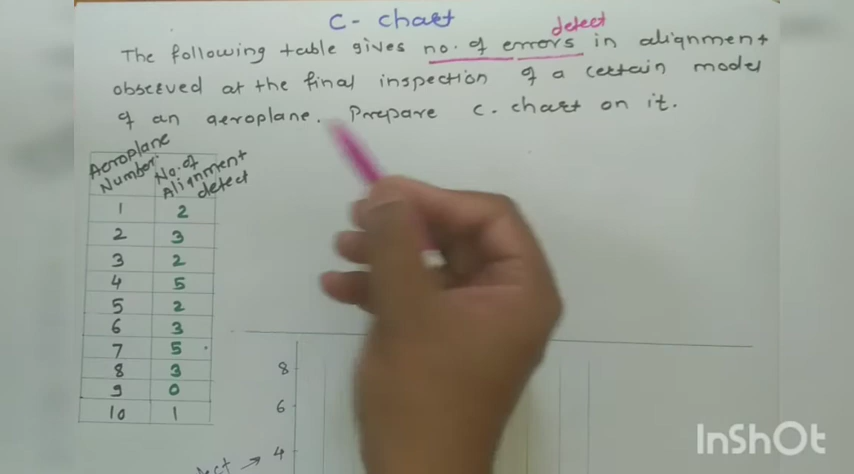 C - chart
detect
The following table gives no. of errors in alignment
observed at the final inspection of a certain model
of an aeroplane. Prepare c. chart on it.
Aeroplane Number.
No. of Alignment detect
1 2
2 3
3 2
4 5
5 2
6 3
7 5
8 3
9 0
10 1
8
6
4
InShOt